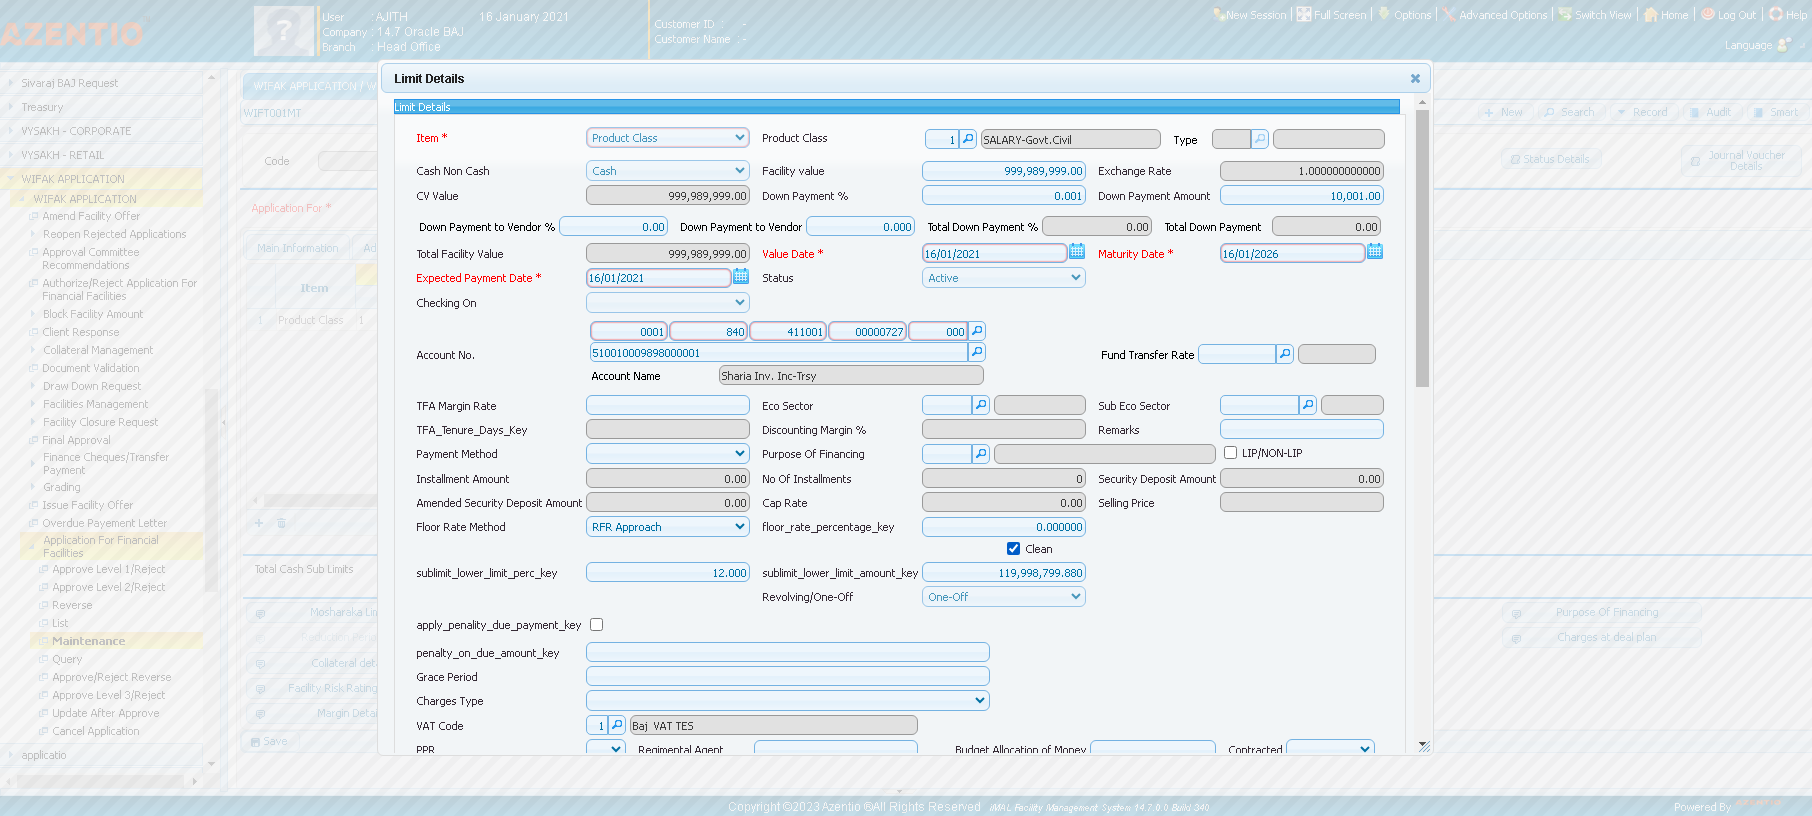 AZENTIO
User : AJITH 16 January 2021
Company : 14.7 Oracle BAJ
Branch : Head Office
Customer ID : -
Customer Name : -
New Session Full Screen Options Advanced Options Switch View Home Log Out Help
Language
Sivaraj BAJ Request
Treasury
VYSAKH - CORPORATE
VYSAKH - RETAIL
WIFAK APPLICATION
WIFAK APPLICATION
Amend Facility Offer
Reopen Rejected Applications
Approval Committee
Recommendations
Authorize/Reject Application For
Financial Facilities
Block Facility Amount
Client Response
Collateral Management
Document Validation
Draw Down Request
Facilities Management
Facility Closure Request
Final Approval
Finance Cheques/Transfer
Payment
Grading
Issue Facility Offer
Overdue Payement Letter
Application For Financial
Facilities
Approve Level 1/Reject
Approve Level 2/Reject
Reverse
List
Maintenance
Query
Approve/Reject Reverse
Approve Level 3/Reject
Update After Approve
Cancel Application
applicatio
WIFAK APPLICATION / W
WIFT001MT
New Search Record Audit Smart
Code
Status Details
Journal Voucher
Details
Application For *
Main Information Ad
Item
1 Product Class 1
Total Cash Sub Limits
Mosharaka Lim
Collateral deta
Facility Risk Rating
Margin Detai
Save
Purpose Of Financing
Charges at deal plan
Limit Details
Limit Details
Item * Product Class Product Class 1 SALARY-Govt.Civil Type
Cash Non Cash Cash Facility value 999,989,999.00 Exchange Rate 1.000000000000
CV Value 999,989,999.00 Down Payment % 0.001 Down Payment Amount 10,001.00
Down Payment to Vendor % 0.00 Down Payment to Vendor 0.000 Total Down Payment % 0.00 Total Down Payment 0.00
Total Facility Value 999,989,999.00 Value Date * 16/01/2021 Maturity Date * 16/01/2026
Expected Payment Date * 16/01/2021 Status Active
Checking On
0001 840 411001 00000727 000
Account No. 510010009898000001 Fund Transfer Rate
Account Name Sharia Inv. Inc-Trsy
TFA Margin Rate Eco Sector Sub Eco Sector
TFA_Tenure_Days_Key Discounting Margin % Remarks
Payment Method Purpose Of Financing LIP/NON-LIP
Installment Amount 0.00 No Of Installments 0 Security Deposit Amount 0.00
Amended Security Deposit Amount 0.00 Cap Rate 0.00 Selling Price
Floor Rate Method RFR Approach floor_rate_percentage_key 0.000000
Clean
sublimit_lower_limit_perc_key 12.000 sublimit_lower_limit_amount_key 119,998,799.880
Revolving/One-Off One-Off
apply_penality_due_payment_key
penalty_on_due_amount_key
Grace Period
Charges Type
VAT Code 1 Baj VAT TES
PPR Regimental Agent Budget Allocation of Money Contracted
Copyright ©2023 Azentio ®All Rights Reserved IMAL Facility Management System 14.7.0.0 Build 340
Powered By AZENTIO